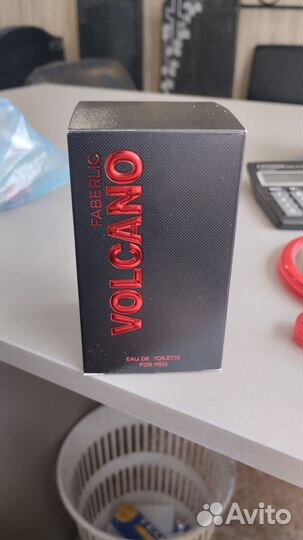 FABERLIC
VOLCANO
EAU DE TOILETTE
FOR MEN
Avito